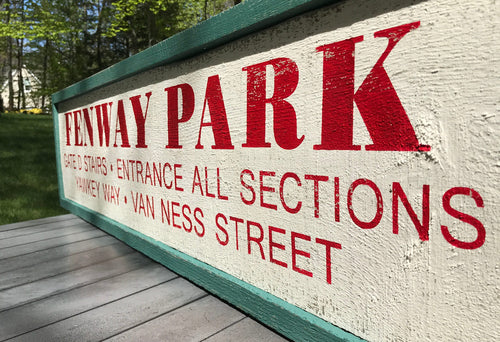 FENWAY PARK
GATE D STAIRS • ENTRANCE ALL SECTIONS
YAWKEY WAY • VAN NESS STREET